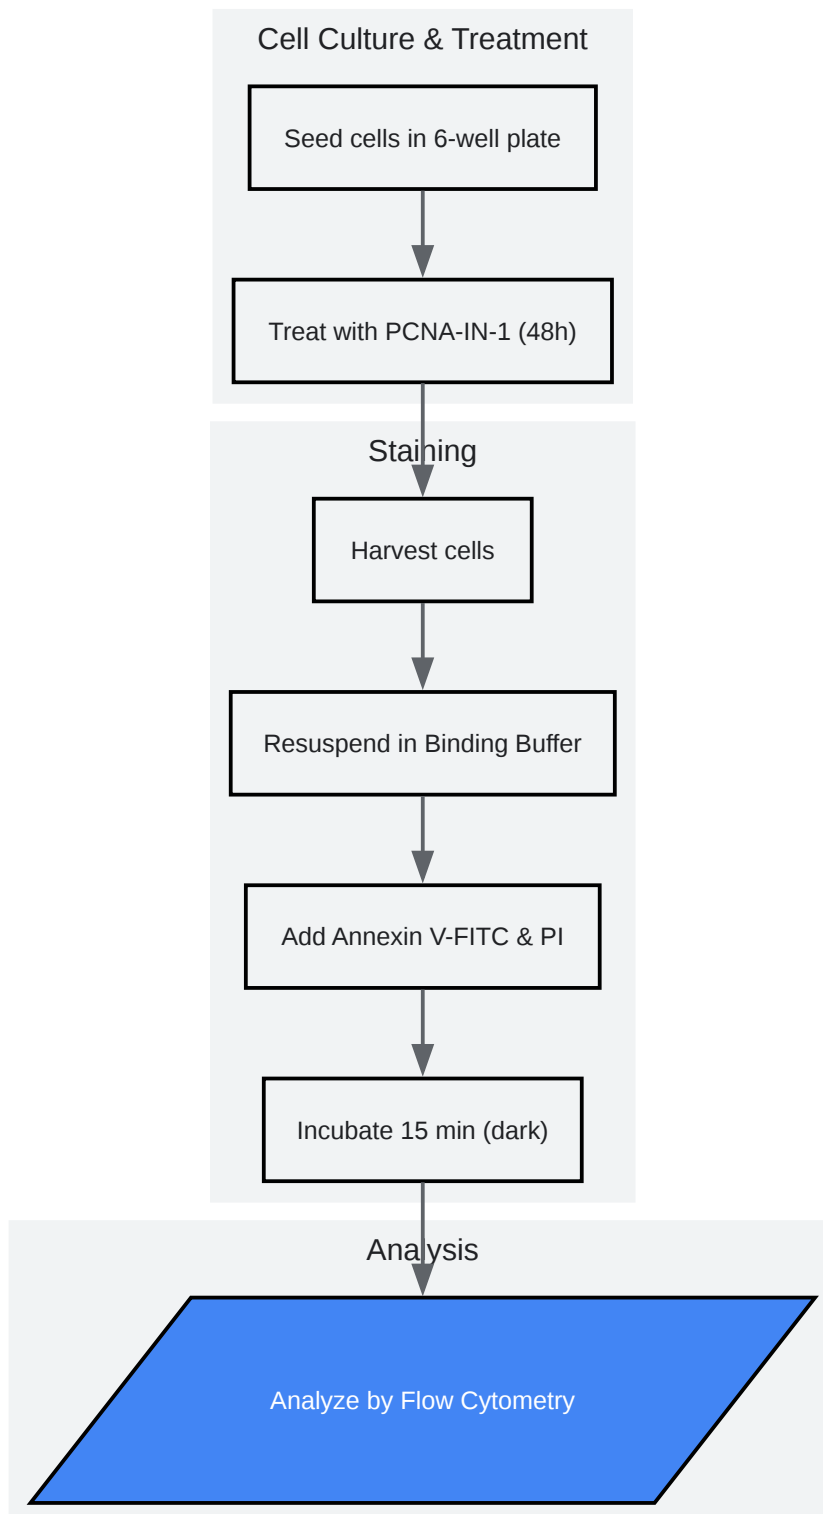 Cell Culture & Treatment
Seed cells in 6-well plate
Treat with PCNA-IN-1 (48h)
Staining
Harvest cells
Resuspend in Binding Buffer
Add Annexin V-FITC & PI
Incubate 15 min (dark)
Analysis
Analyze by Flow Cytometry